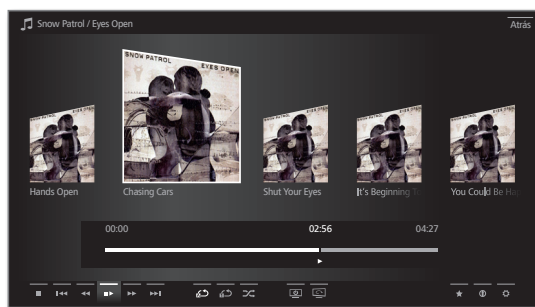 Snow Patrol / Eyes Open
Atrás
SNOW PATROL
EYES OPEN
Hands Open
Chasing Cars
Shut Your Eyes
It's Beginning
You Could Be Ha
00:00
02:56
04:27